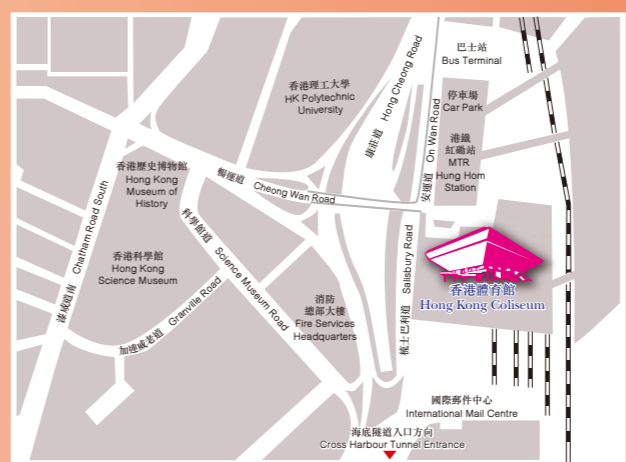 巴士站
Bus Terminal
香港理工大學
HK Polytechnic
University
康莊道 Hong Cheong Road
停車場
Car Park
安運道 On Wan Road
港鐵
紅磡站
MTR
Hung Hom
Station
香港歷史博物館
Hong Kong
Museum of
History
暢運道 Cheong Wan Road
科學館道 Science Museum Road
漆咸道南 Chatham Road South
香港科學館
Hong Kong
Science Museum
加連威老道 Granville Road
消防
總部大樓
Fire Services
Headquarters
梳士巴利道 Salisbury Road
香港體育館
Hong Kong Coliseum
國際郵件中心
International Mail Centre
海底隧道入口方向
Cross Harbour Tunnel Entrance